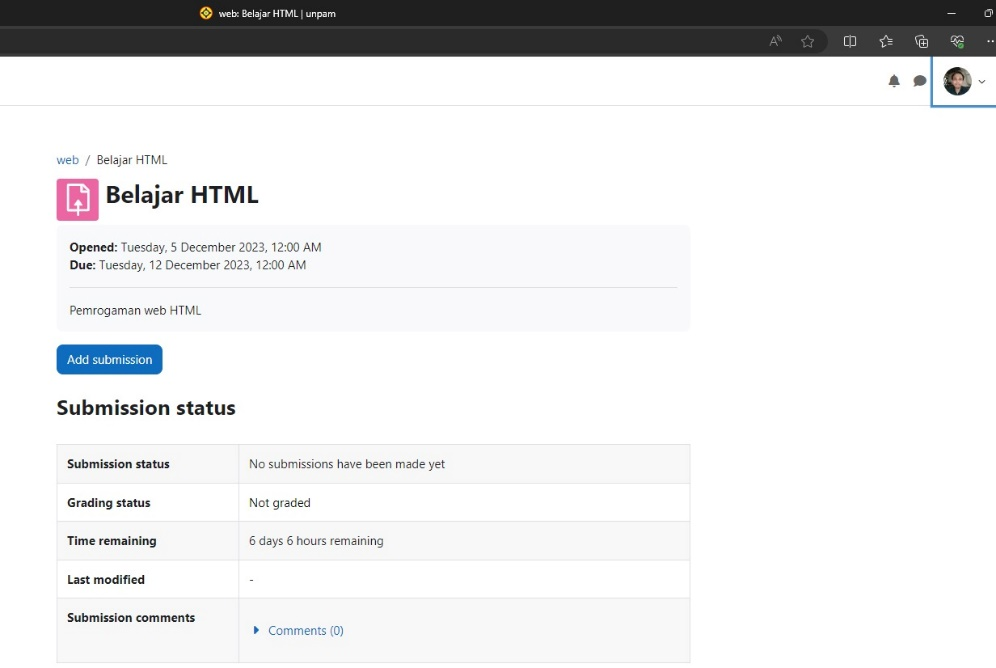 web: Belajar HTML | unpam
web / Belajar HTML
Belajar HTML
Opened: Tuesday, 5 December 2023, 12:00 AM
Due: Tuesday, 12 December 2023, 12:00 AM
Pemrogaman web HTML
Add submission
Submission status
Submission status No submissions have been made yet
Grading status Not graded
Time remaining 6 days 6 hours remaining
Last modified -
Submission comments Comments (0)